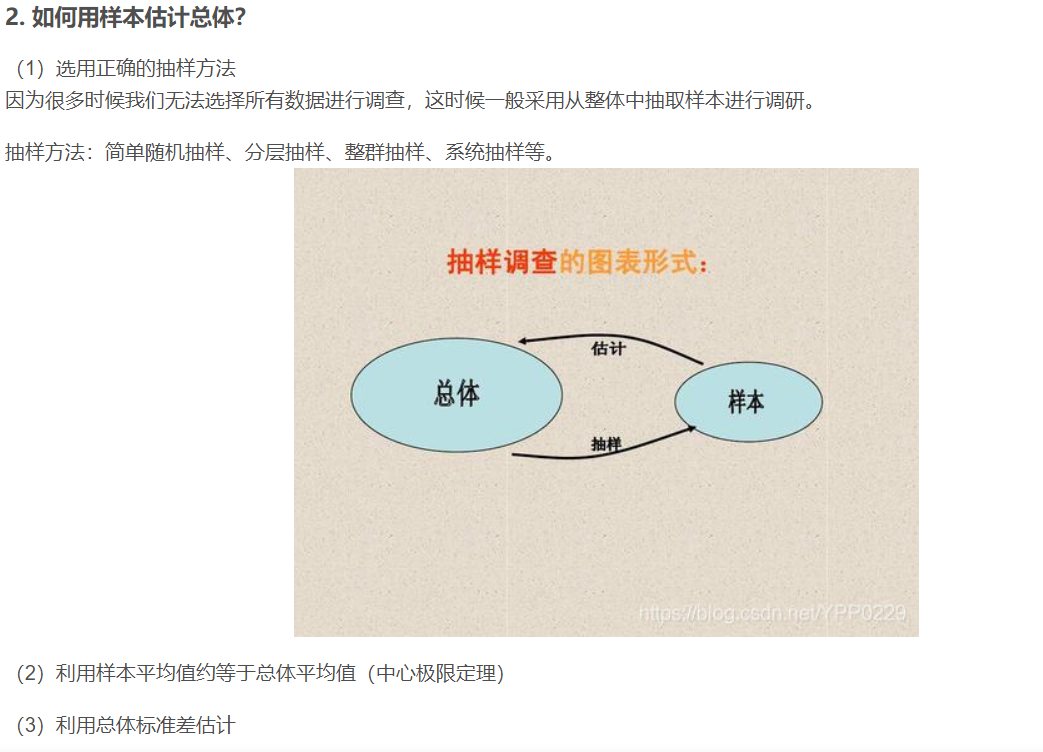 2. 如何用样本估计总体?
（1）选用正确的抽样方法
因为很多时候我们无法选择所有数据进行调查，这时候一般采用从整体中抽取样本进行调研。
抽样方法：简单随机抽样、分层抽样、整群抽样、系统抽样等。
抽样调查的图表形式：
估计
总体
样本
抽样
https://blog.csdn.net/YPP0229
（2）利用样本平均值约等于总体平均值（中心极限定理）
（3）利用总体标准差估计